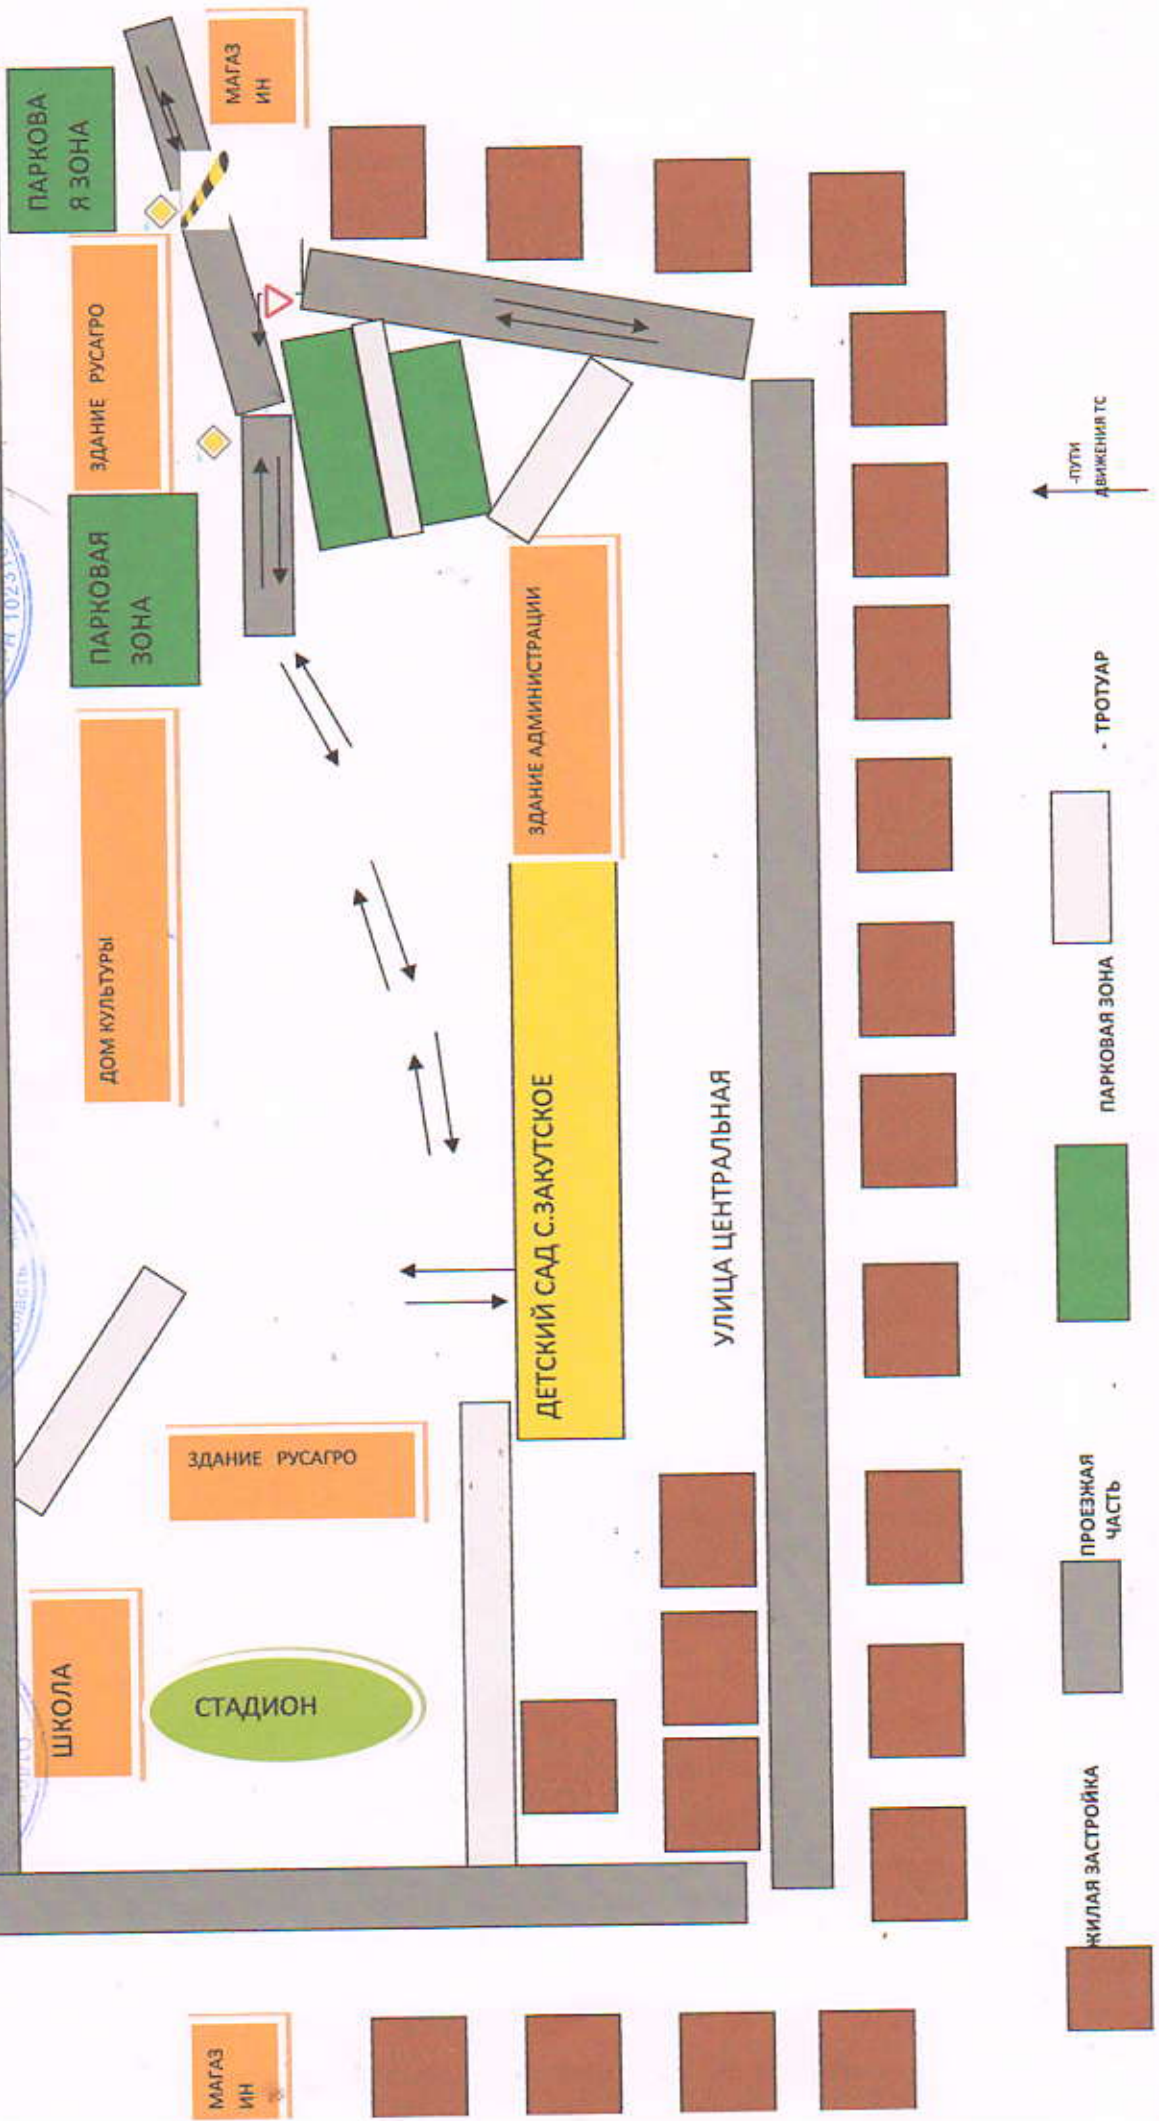 МАГАЗ
ИН
ШКОЛА
СТАДИОН
ЗДАНИЕ РУСАГРО
ДОМ КУЛЬТУРЫ
ПАРКОВАЯ
ЗОНА
ЗДАНИЕ РУСАГРО
ПАРКОВА
Я ЗОНА
МАГАЗ
ИН
ДЕТСКИЙ САД С.ЗАКУТСКОЕ
ЗДАНИЕ АДМИНИСТРАЦИИ
УЛИЦА ЦЕНТРАЛЬНАЯ
ЖИЛАЯ ЗАСТРОЙКА
ПРОЕЗЖАЯ
ЧАСТЬ
ПАРКОВАЯ ЗОНА
- ТРОТУАР
-ПУТИ
ДВИЖЕНИЯ ТС